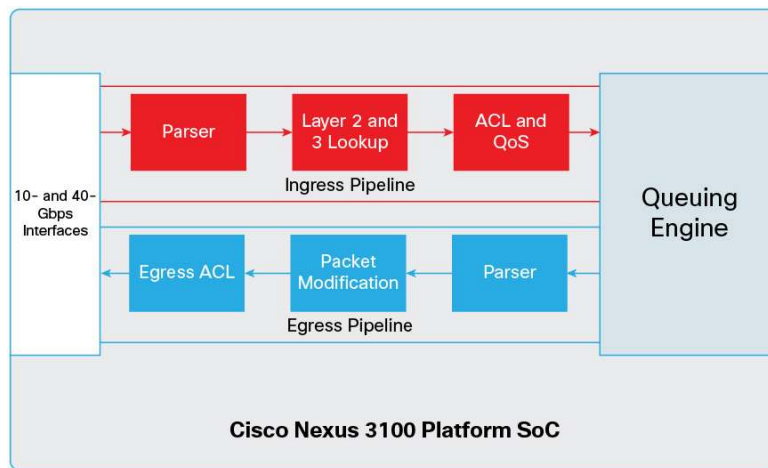 Parser
Layer 2 and
3 Lookup
ACL and
QoS
Ingress Pipeline
10- and 40-
Gbps
Interfaces
Queuing
Engine
Egress ACL
Packet
Modification
Parser
Egress Pipeline
Cisco Nexus 3100 Platform SoC